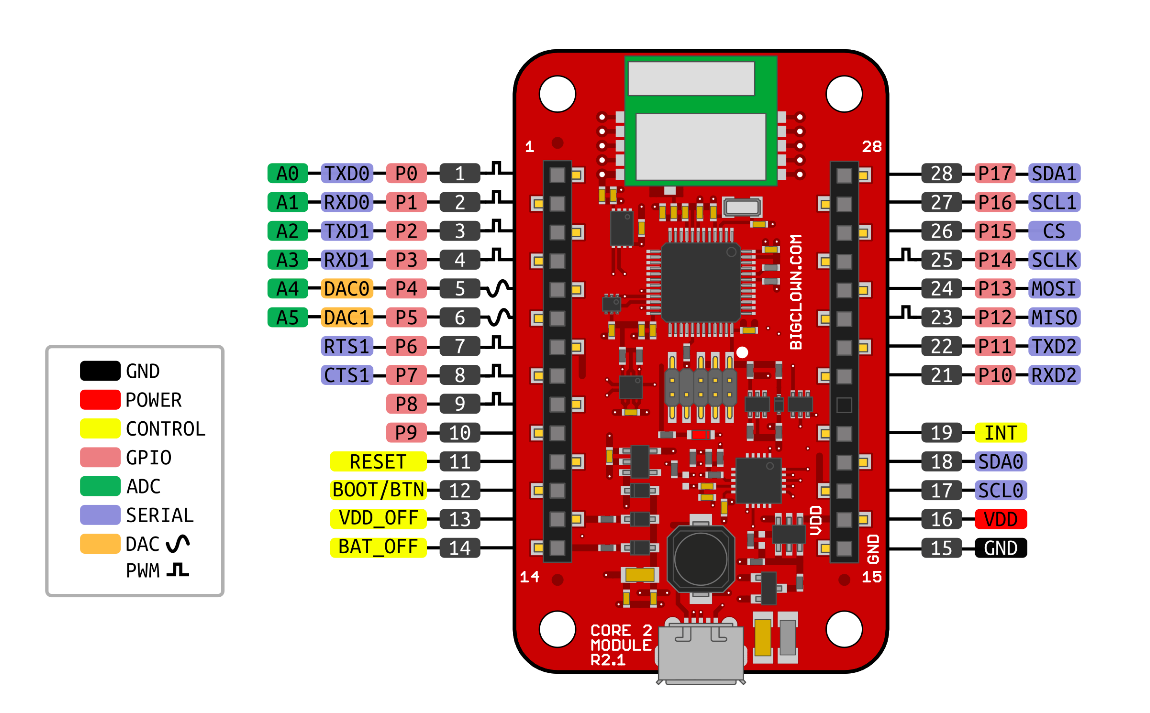 1 28
A0 TXD0 P0 1 28 P17 SDA1
A1 RXD0 P1 2 27 P16 SCL1
A2 TXD1 P2 3 26 P15 CS
A3 RXD1 P3 4 25 P14 SCLK
A4 DAC0 P4 5 24 P13 MOSI
A5 DAC1 P5 6 23 P12 MISO
RTS1 P6 7 22 P11 TXD2
CTS1 P7 8 21 P10 RXD2
P8 9
P9 10 19 INT
RESET 11 18 SDA0
BOOT/BTN 12 17 SCL0
VDD_OFF 13 16 VDD
BAT_OFF 14 15 GND
BIGCLOWN.COM
VDD
GND
14 15
CORE 2
MODULE
R2.1
GND
POWER
CONTROL
GPIO
ADC
SERIAL
DAC
PWM